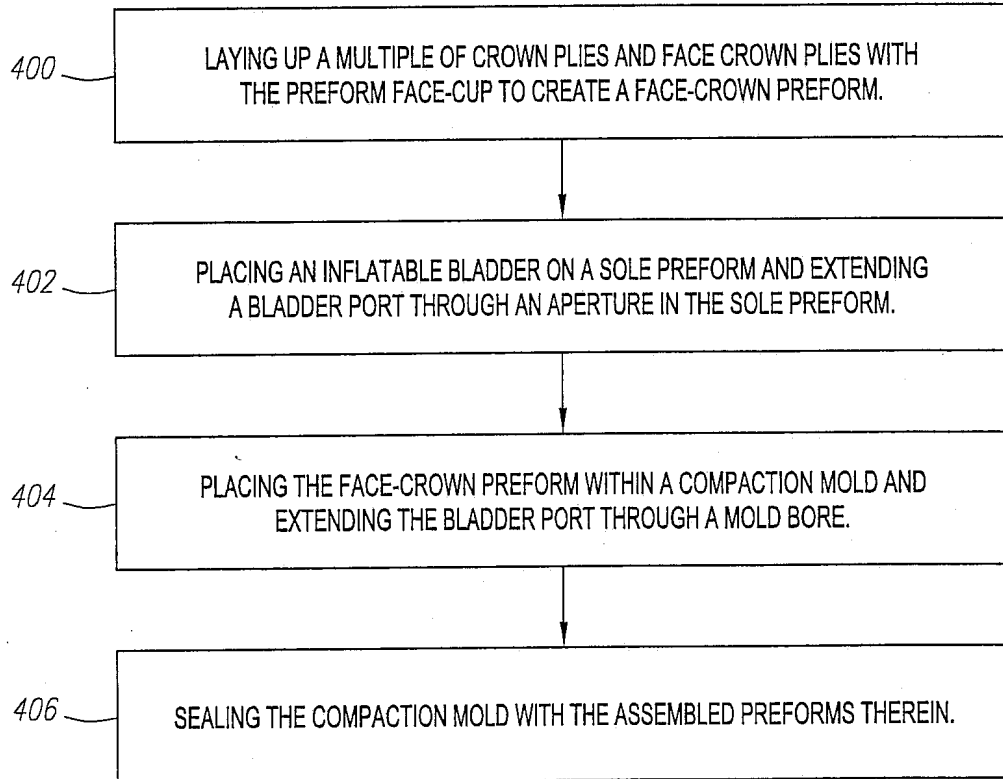 400
LAYING UP A MULTIPLE OF CROWN PLIES AND FACE CROWN PLIES WITH
THE PREFORM FACE-CUP TO CREATE A FACE-CROWN PREFORM.
402
PLACING AN INFLATABLE BLADDER ON A SOLE PREFORM AND EXTENDING
A BLADDER PORT THROUGH AN APERTURE IN THE SOLE PREFORM.
404
PLACING THE FACE-CROWN PREFORM WITHIN A COMPACTION MOLD AND
EXTENDING THE BLADDER PORT THROUGH A MOLD BORE.
406
SEALING THE COMPACTION MOLD WITH THE ASSEMBLED PREFORMS THEREIN.